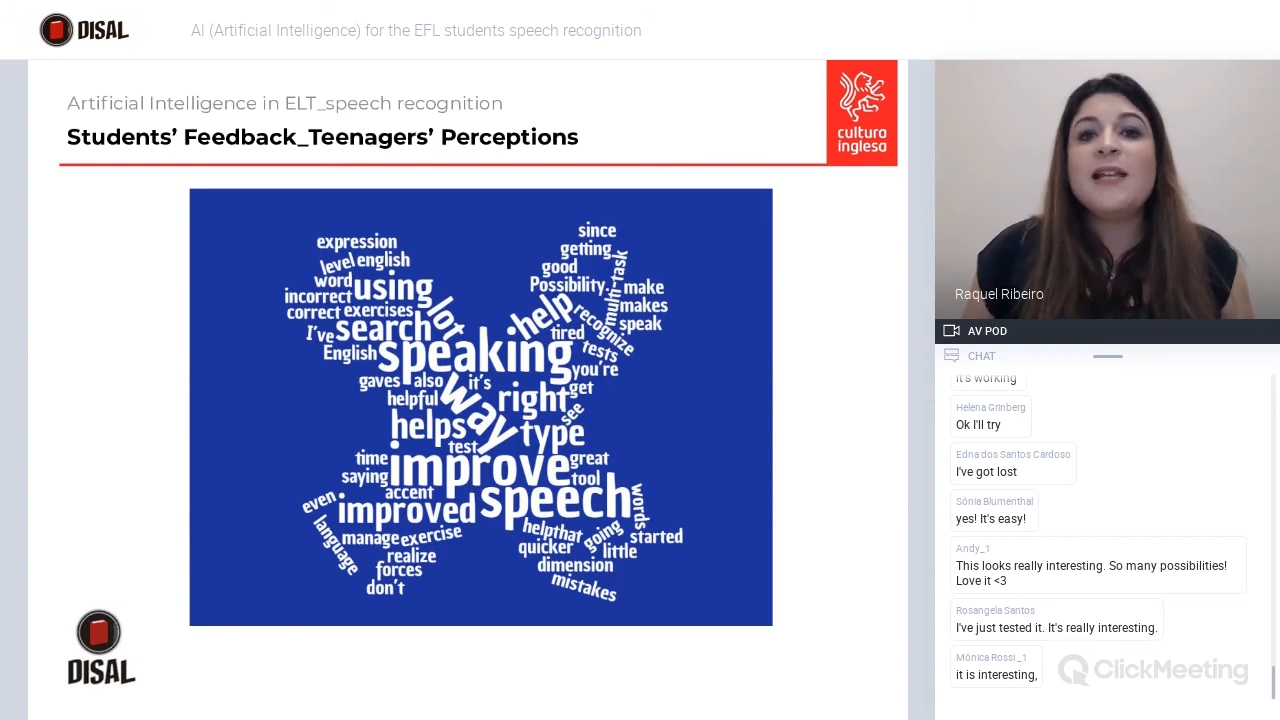 DISAL
AI (Artificial Intelligence) for the EFL students speech recognition
Artificial Intelligence in ELT_speech recognition
Students’ Feedback_Teenagers’ Perceptions
cultura
inglesa
since
expression
getting
level english
good
multi-task
word
using
Possibility
make
incorrect
lot
help
makes
correct exercises
recognize
I've
search
tired
speak
English
speaking
tests
you're
gaves
also
it's
way
right
get
helpful
see
helps
type
test
time
improve
great
saying
tool
accent
speech
words
even
improved
language
manage
exercise
helpthat
going
started
realize
quicker
little
forces
dimension
don't
mistakes
DISAL
Raquel Ribeiro
AV POD
CHAT
it's working
Helena Grinberg
Ok I'll try
Edna dos Santos Cardoso
I've got lost
Sônia Blumenthal
yes! It's easy!
Andy_1
This looks really interesting. So many possibilities!
Love it <3
Rosangela Santos
I've just tested it. It's really interesting.
Mônica Rossi_1
it is interesting,
ClickMeeting